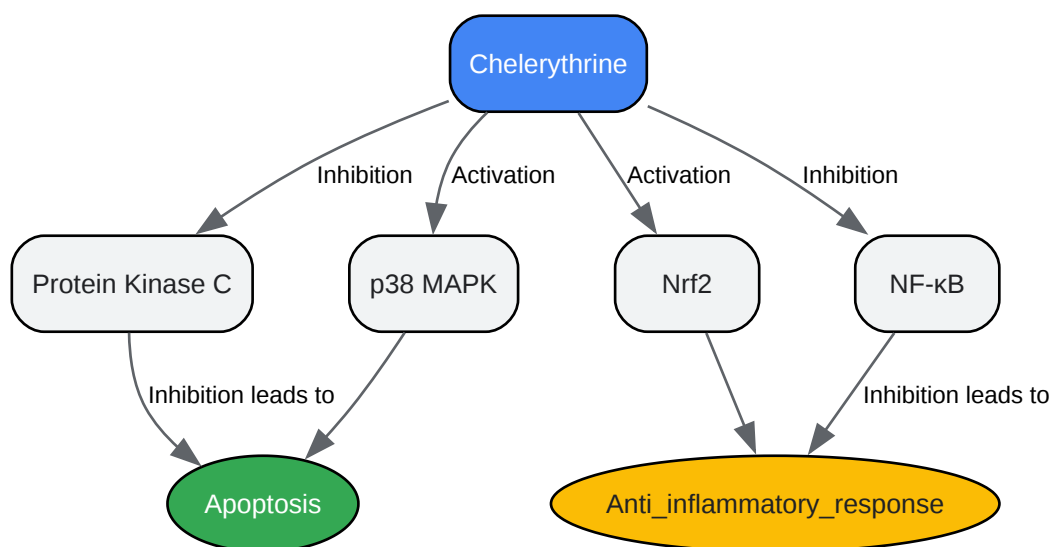 Chelerythrine
Inhibition
Activation
Activation
Inhibition
Protein Kinase C
p38 MAPK
Nrf2
NF-κB
Inhibition leads to
Inhibition leads to
Apoptosis
Anti_inflammatory_response